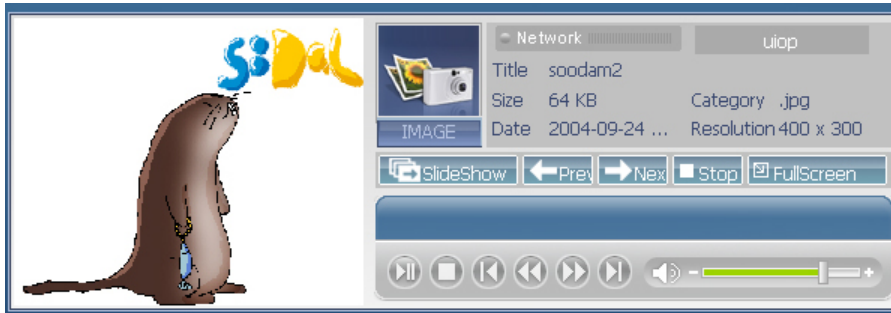 SooDaL
Network
uiop
Title soodam2
Size 64 KB
Category .jpg
Date 2004-09-24 ...
Resolution 400 x 300
IMAGE
SlideShow
Prev
Nex
Stop
FullScreen